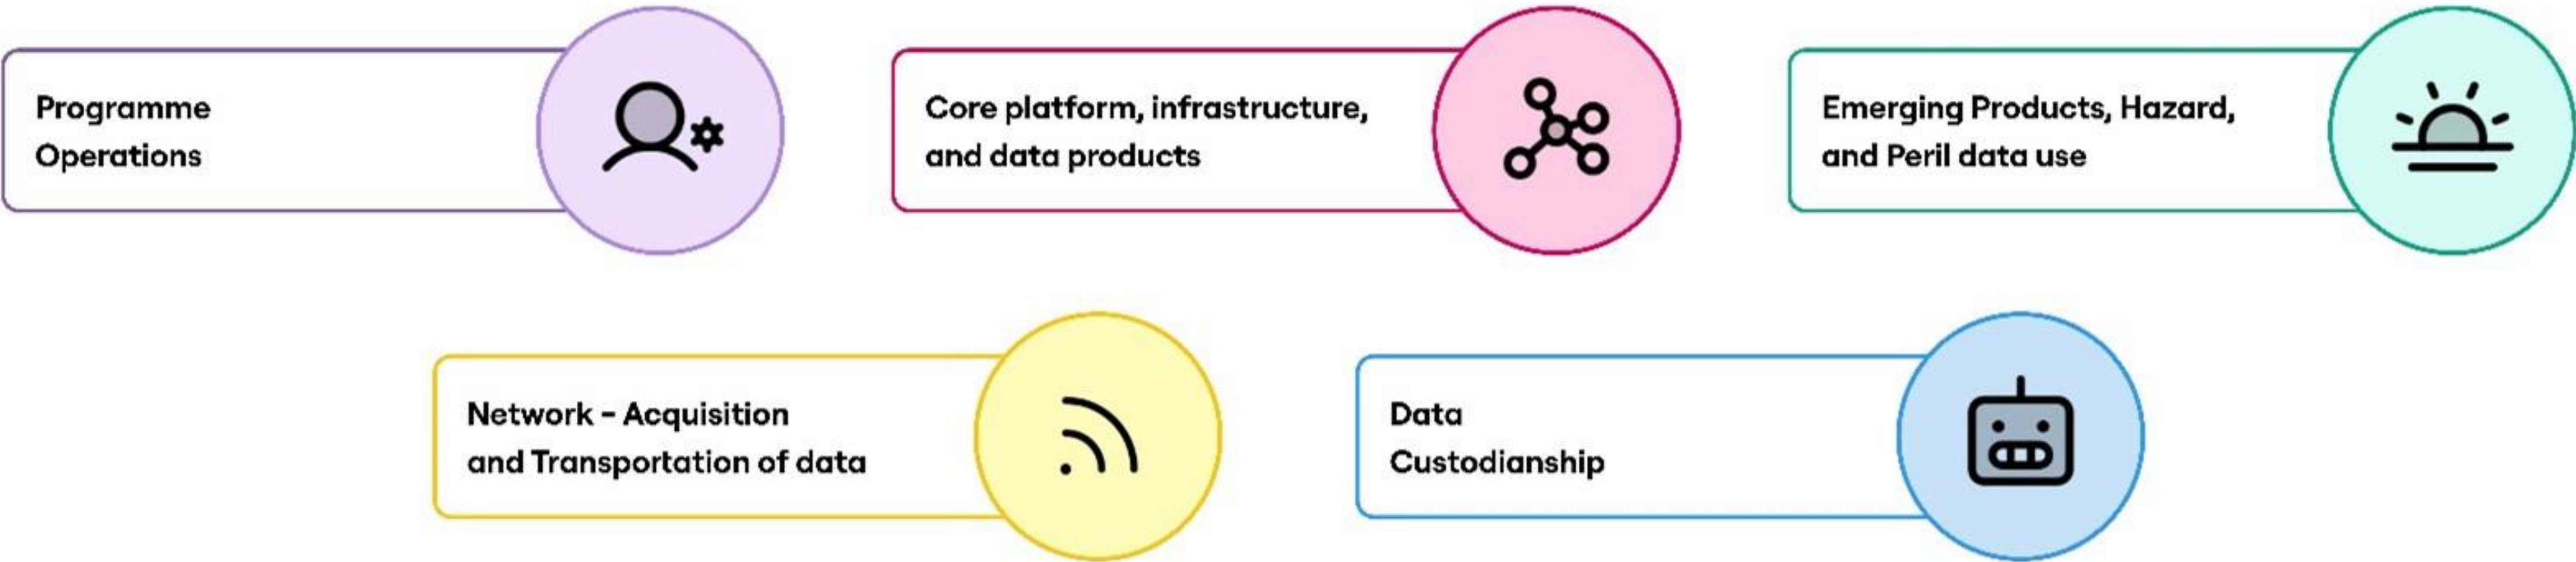 Programme
Operations
Core platform, infrastructure,
and data products
Emerging Products, Hazard,
and Peril data use
Network - Acquisition
and Transportation of data
Data
Custodianship